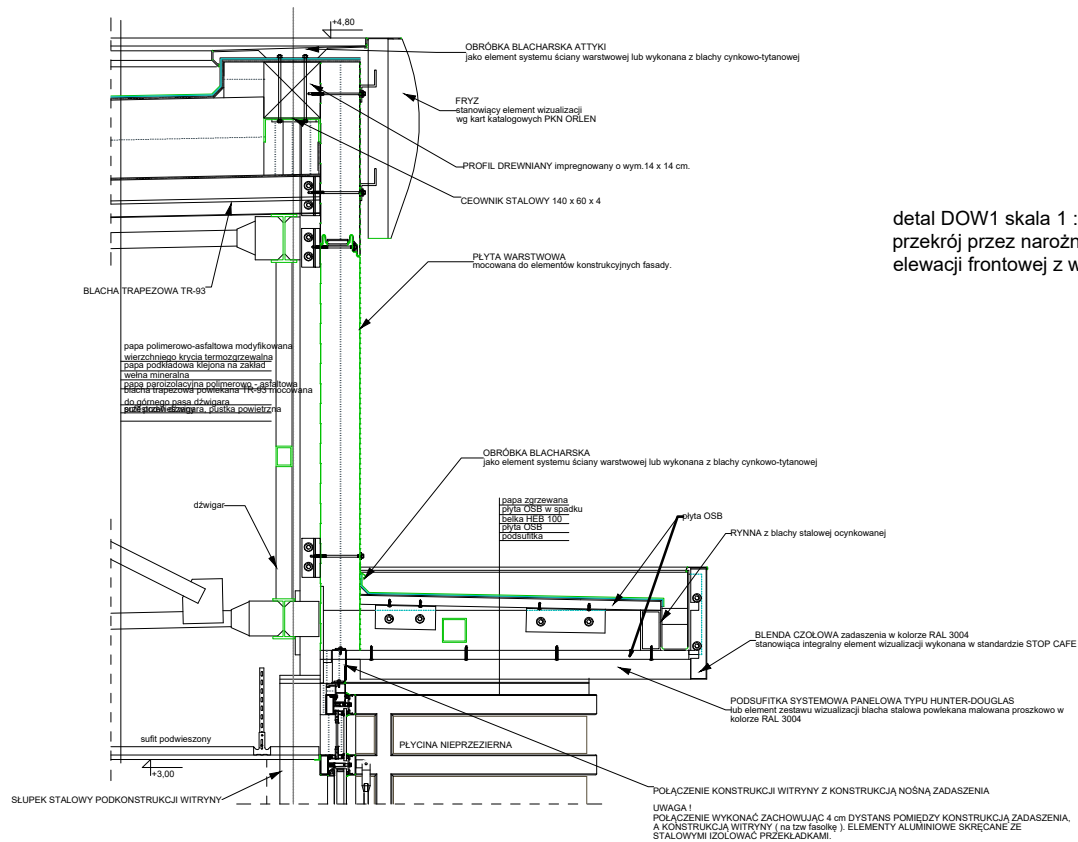 +4,80
OBRÓBKA BLACHARSKA ATTYKI
jako element systemu ściany warstwowej lub wykonana z blachy cynkowo-tytanowej
FRYZ
stanowiący element wizualizacji
wg kart katalogowych PKN ORLEN
PROFIL DREWNIANY impregnowany o wym.14 x 14 cm.
CEOWNIK STALOWY 140 x 60 x 4
detal DOW1 skala 1 :
przekrój przez narożn
elewacji frontowej z w
PŁYTA WARSTWOWA
mocowana do elementów konstrukcyjnych fasady.
BLACHA TRAPEZOWA TR-93
papa polimerowo-asfaltowa modyfikowana
wierzchniego krycia termozgrzewalna
papa podkładowa klejona na zakład
wełna mineralna
papa paroizolacyjna polimerowo - asfaltowa
blacha trapezowa powlekana TR-93 mocowana
do górnego pasa dźwigara
przestrzeń dźwigara, pustka powietrzna
OBRÓBKA BLACHARSKA
jako element systemu ściany warstwowej lub wykonana z blachy cynkowo-tytanowej
papa zgrzewana
płyta OSB w spadku
belka HEB 100
płyta OSB
podsufitka
dźwigar
płyta OSB
RYNNA z blachy stalowej ocynkowanej
BLENDA CZOŁOWA zadaszenia w kolorze RAL 3004
stanowiąca integralny element wizualizacji wykonana w standardzie STOP CAFE
PODSUFITKA SYSTEMOWA PANELOWA TYPU HUNTER-DOUGLAS
lub element zestawu wizualizacji blacha stalowa powlekana malowana proszkowo w
kolorze RAL 3004
sufit podwieszony
PŁYCINA NIEPRZEZIERNA
+3,00
SŁUPEK STALOWY PODKONSTRUKCJI WITRYNY
POŁĄCZENIE KONSTRUKCJI WITRYNY Z KONSTRUKCJĄ NOŚNĄ ZADASZENIA
UWAGA !
POŁĄCZENIE WYKONAĆ ZACHOWUJĄC 4 cm DYSTANS POMIĘDZY KONSTRUKCJĄ ZADASZENIA,
A KONSTRUKCJĄ WITRYNY ( na tzw fasolkę ). ELEMENTY ALUMINIOWE SKRĘCANE ZE
STALOWYMI IZOLOWAĆ PRZEKŁADKAMI.